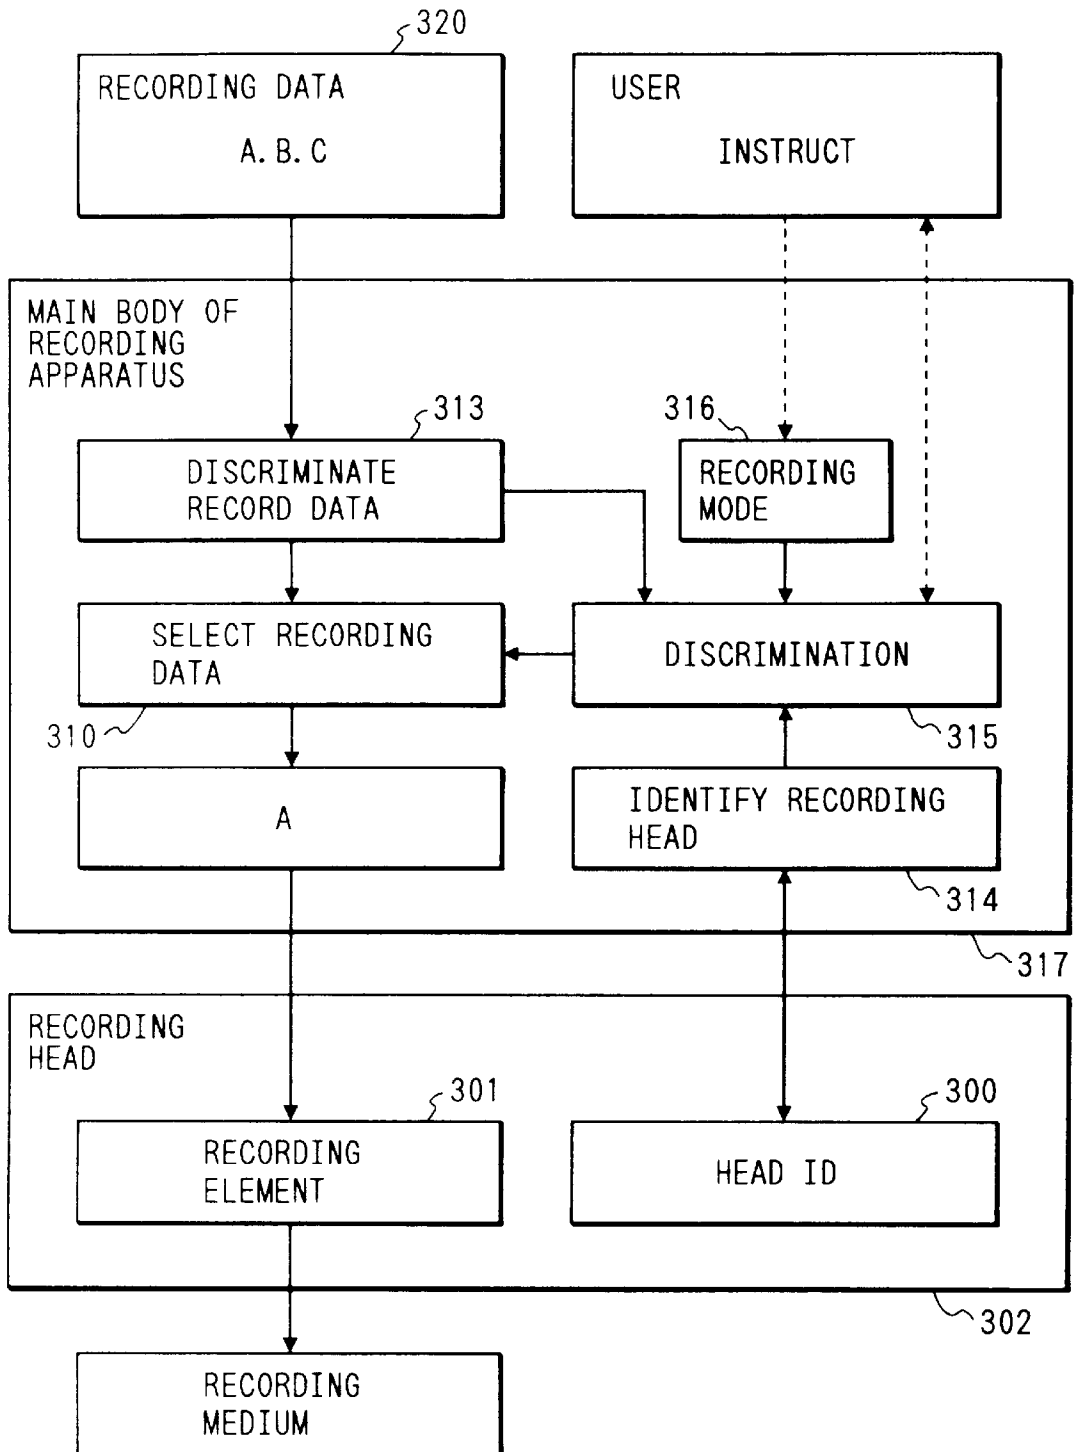 320
RECORDING DATA
A.B.C
USER
INSTRUCT
MAIN BODY OF
RECORDING
APPARATUS
313
DISCRIMINATE
RECORD DATA
316
RECORDING
MODE
SELECT RECORDING
DATA
310
DISCRIMINATION
315
A
IDENTIFY RECORDING
HEAD
314
317
RECORDING
HEAD
301
RECORDING
ELEMENT
300
HEAD ID
302
RECORDING
MEDIUM